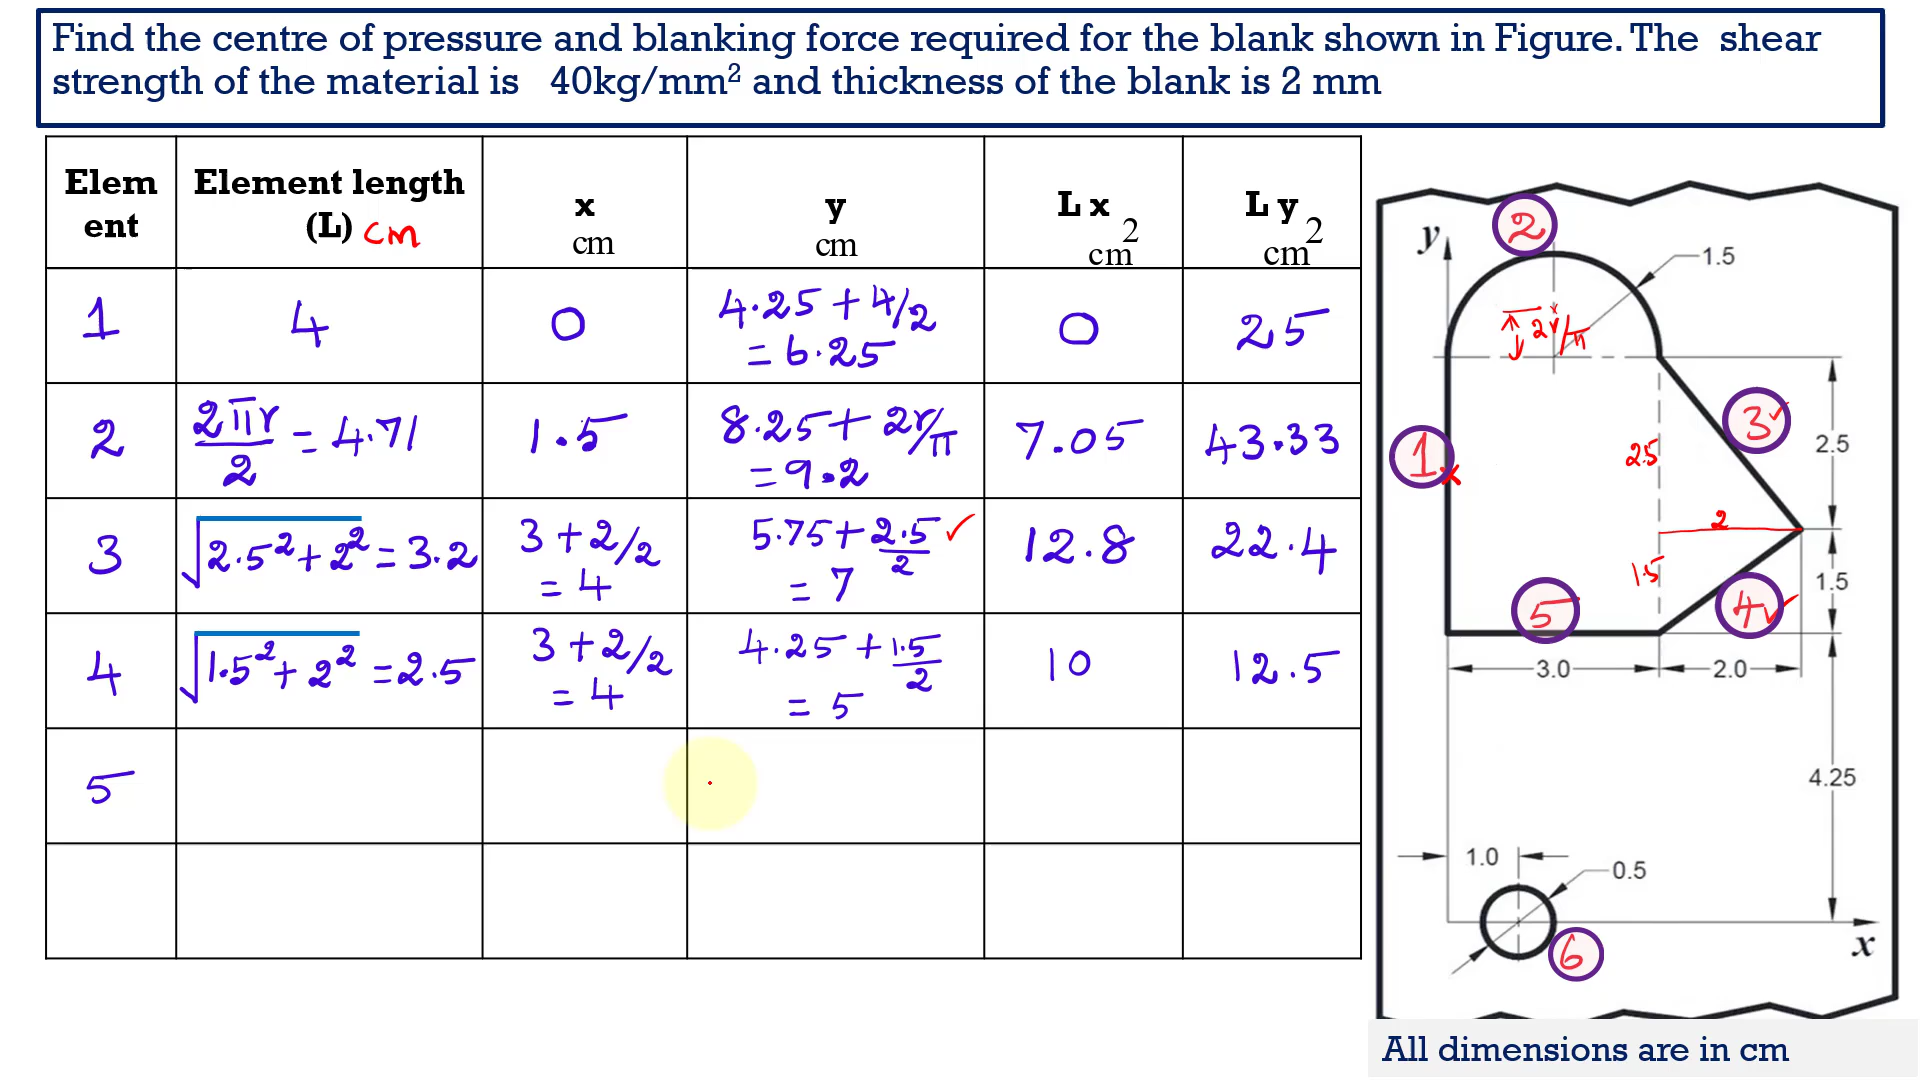 Find the centre of pressure and blanking force required for the blank shown in Figure. The shear
strength of the material is 40kg/mm² and thickness of the blank is 2 mm
Elem
ent
Element length
(L) cm
x
cm
y
cm
L x
cm²
L y
cm²
1
4
0
4.25 + 4/2
= 6.25
0
25
2
2πr/2 = 4.71
1.5
8.25 + 2r/π
= 9.2
7.05
43.33
3
√2.5² + 2² = 3.2
3 + 2/2
= 4
5.75 + 2.5/2 ✓
= 7
12.8
22.4
4
√1.5² + 2² = 2.5
3 + 2/2
= 4
4.25 + 1.5/2
= 5
10
12.5
5
y
2
1.5
2r/π
3✓
2.5
2.5
1
x
2
1.5
1.5
5
4✓
3.0
2.0
4.25
1.0
0.5
6
x
All dimensions are in cm